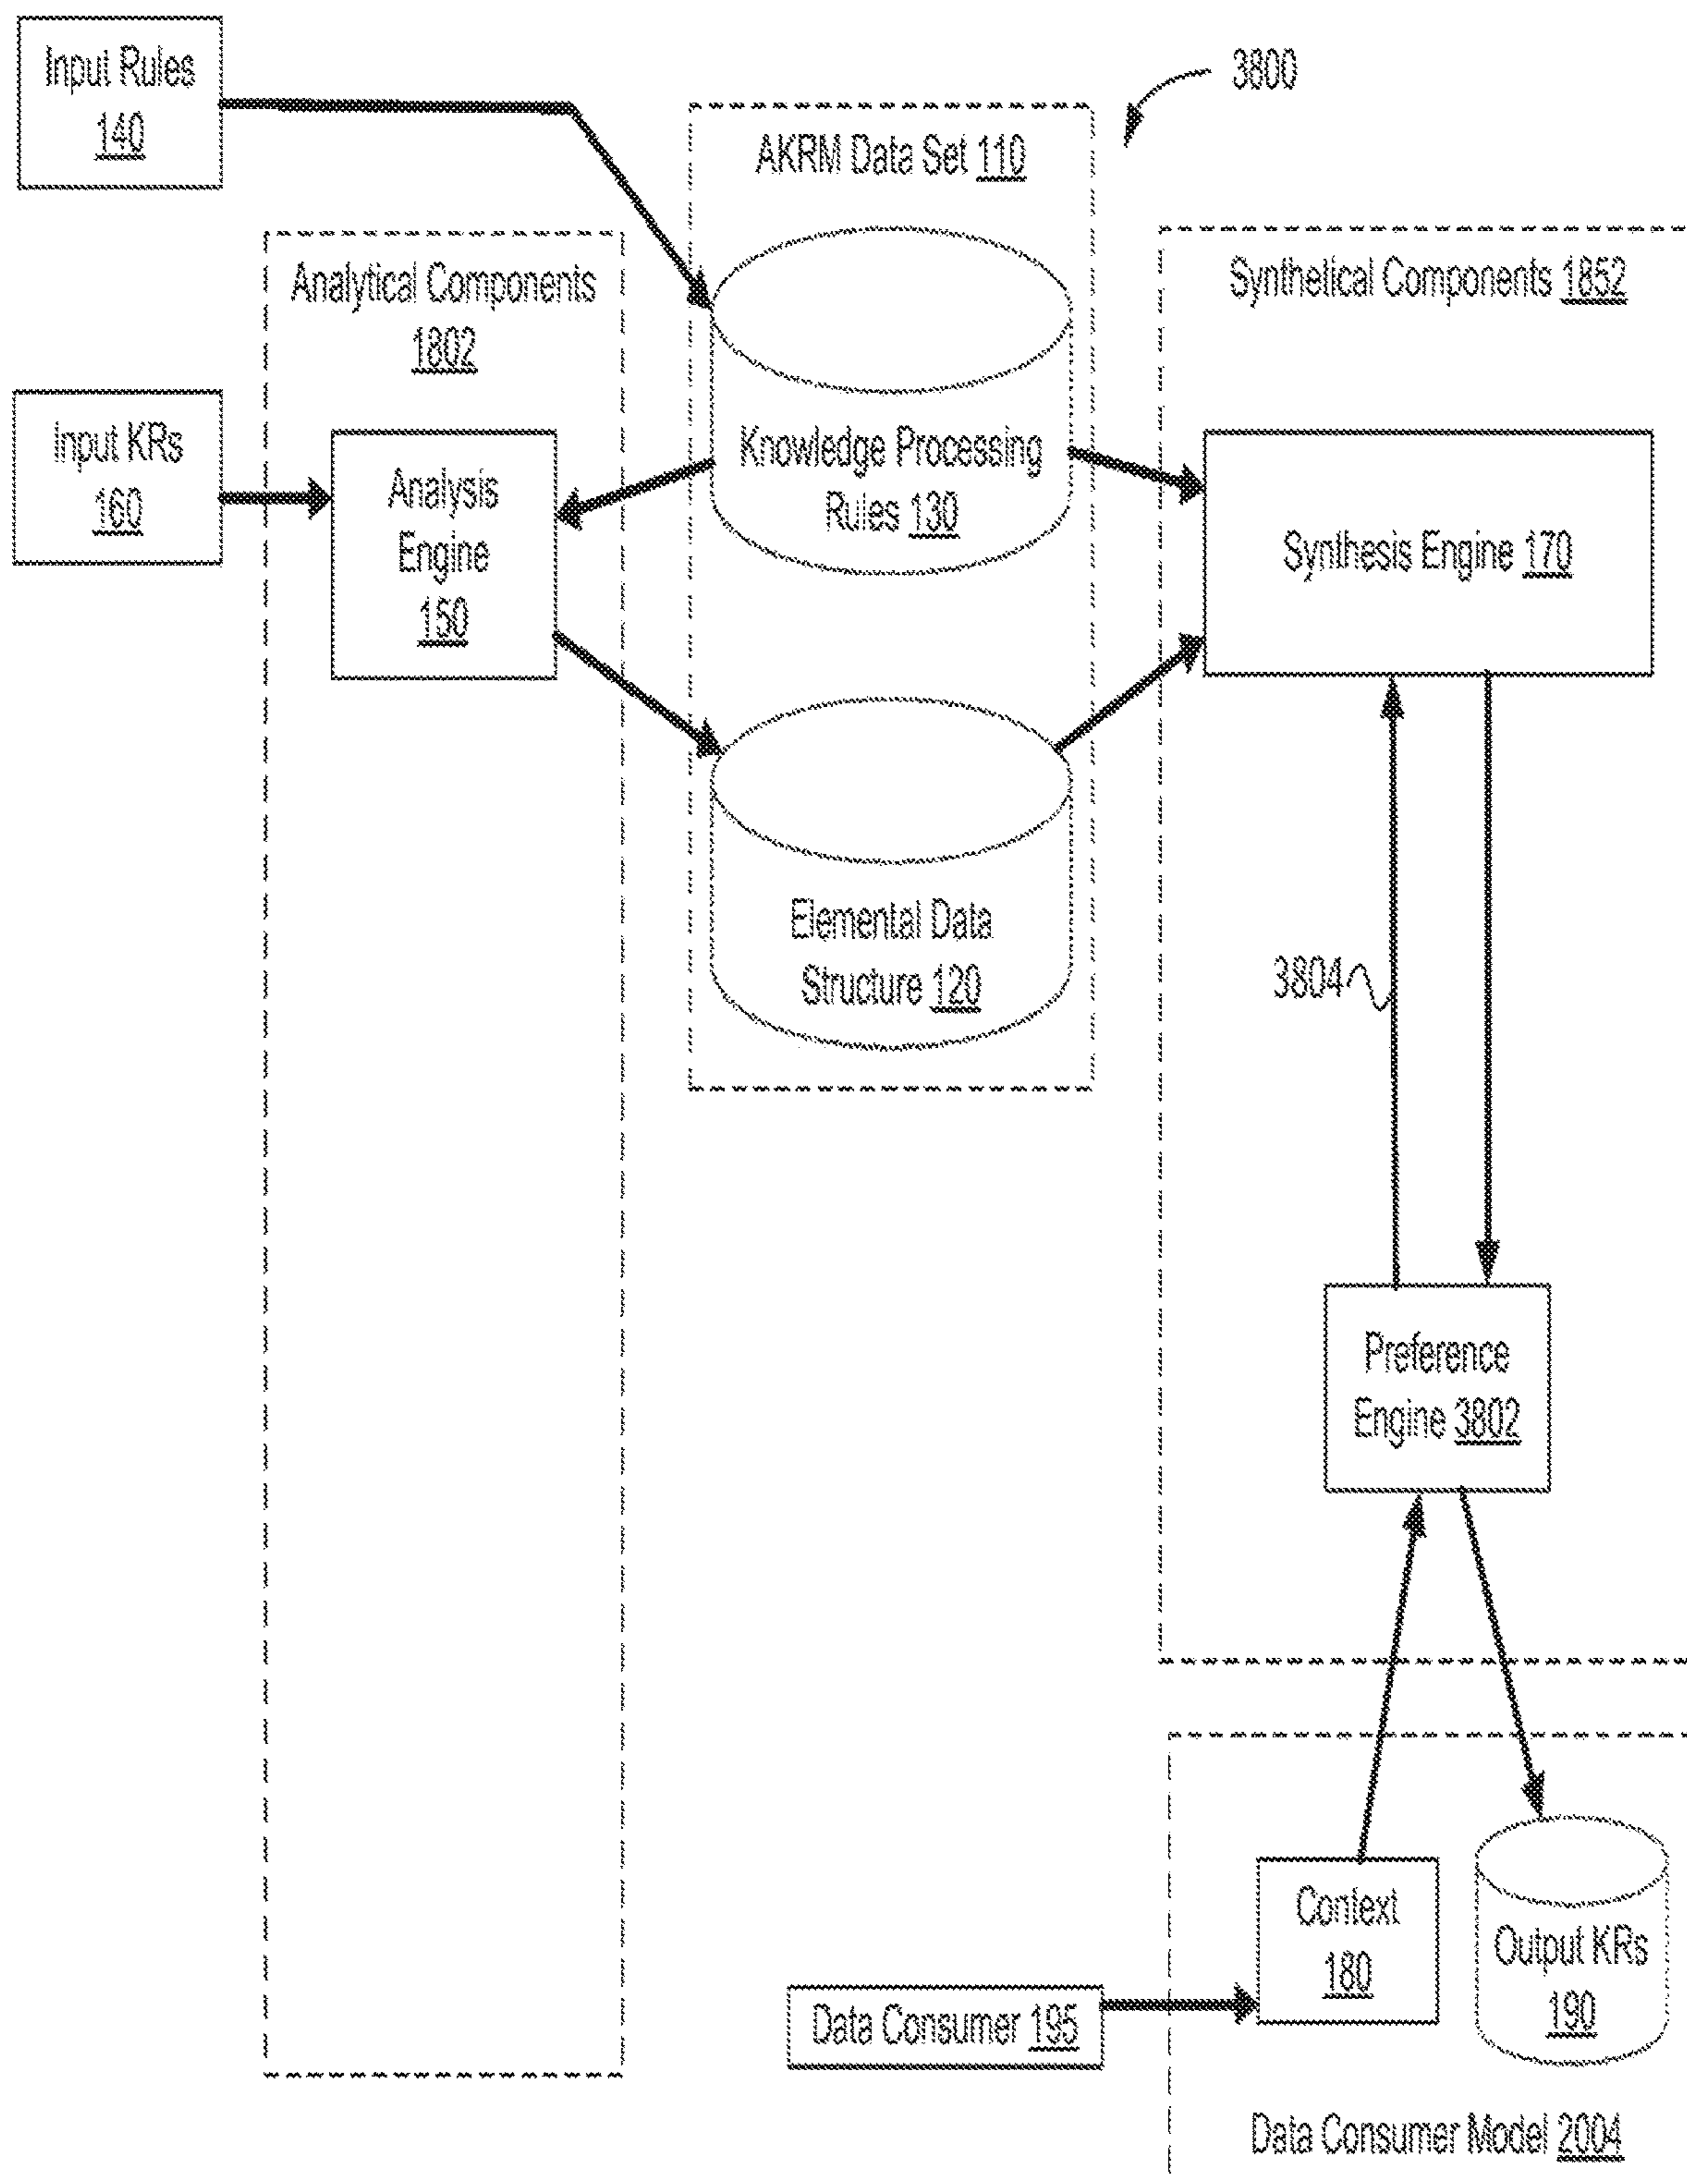 Input Rules
140
3800
AKRM Data Set 110
Analytical Components
1802
Synthetical Components 1852
Input KRs
160
Analysis
Engine
150
Knowledge Processing
Rules 130
Synthesis Engine 170
Elemental Data
Structure 120
3804
Preference
Engine 3802
Context
180
Output KRs
190
Data Consumer 195
Data Consumer Model 2004